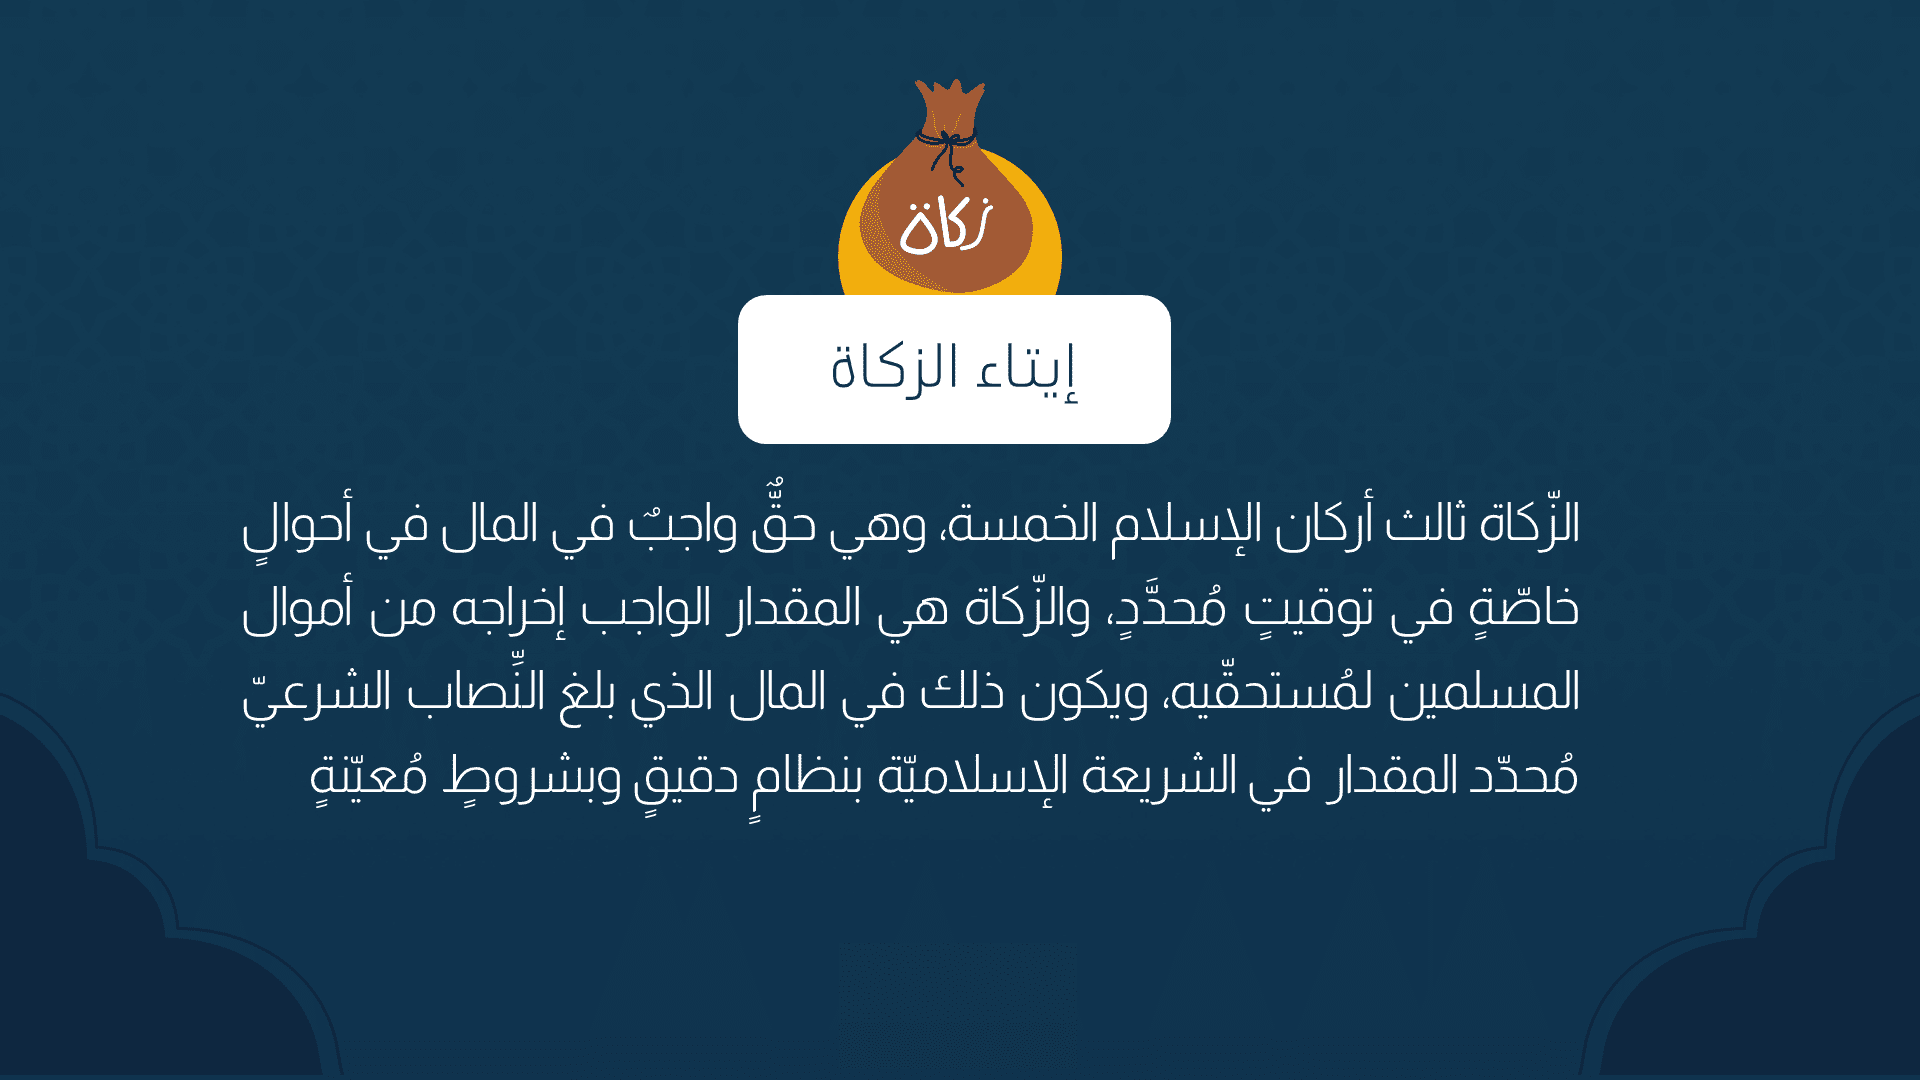 زكاة
إيتاء الزكاة
الزّكاة ثالث أركان الإسلام الخمسة، وهي حقٌّ واجبٌ في المال في أحوالٍ
خاصّةٍ في توقيتٍ مُحدَّدٍ، والزّكاة هي المقدار الواجب إخراجه من أموال
المسلمين لمُستحقّيه، ويكون ذلك في المال الذي بلغ النِّصاب الشرعيّ
مُحدّد المقدار في الشريعة الإسلاميّة بنظامٍ دقيقٍ وبشروطٍ مُعيّنةٍ